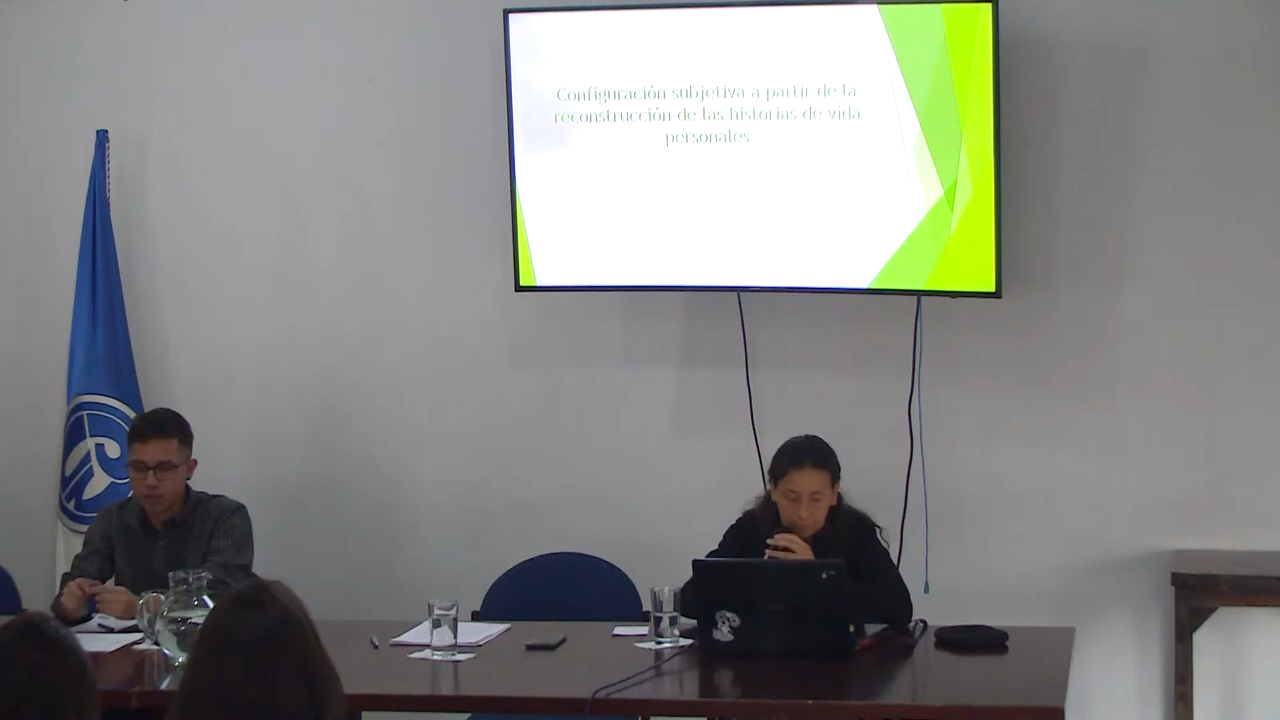 Configuración subjetiva a partir de la
reconstrucción de las historias de vida
personales